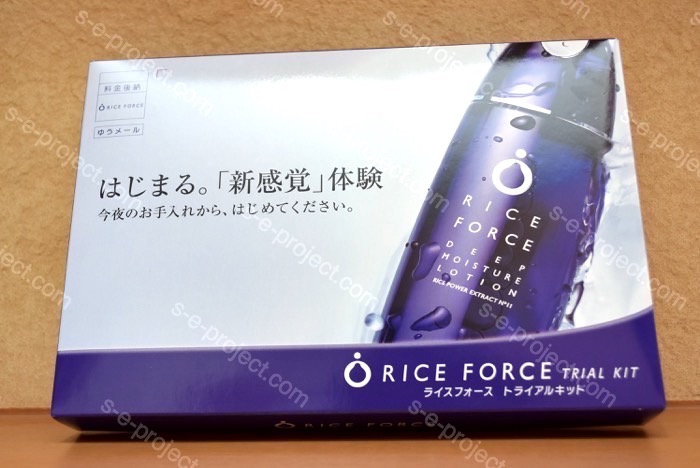 料金後納
RICE FORCE
ゆうメール
はじまる。「新感覚」体験
今夜のお手入れから、はじめてください。
RICE
FORCE
DEEP
MOISTURE
LOTION
RICE POWER EXTRACT No11
RICE FORCE TRIAL KIT
ライスフォース トライアルキット
RICE FORCE
s-e-project.com